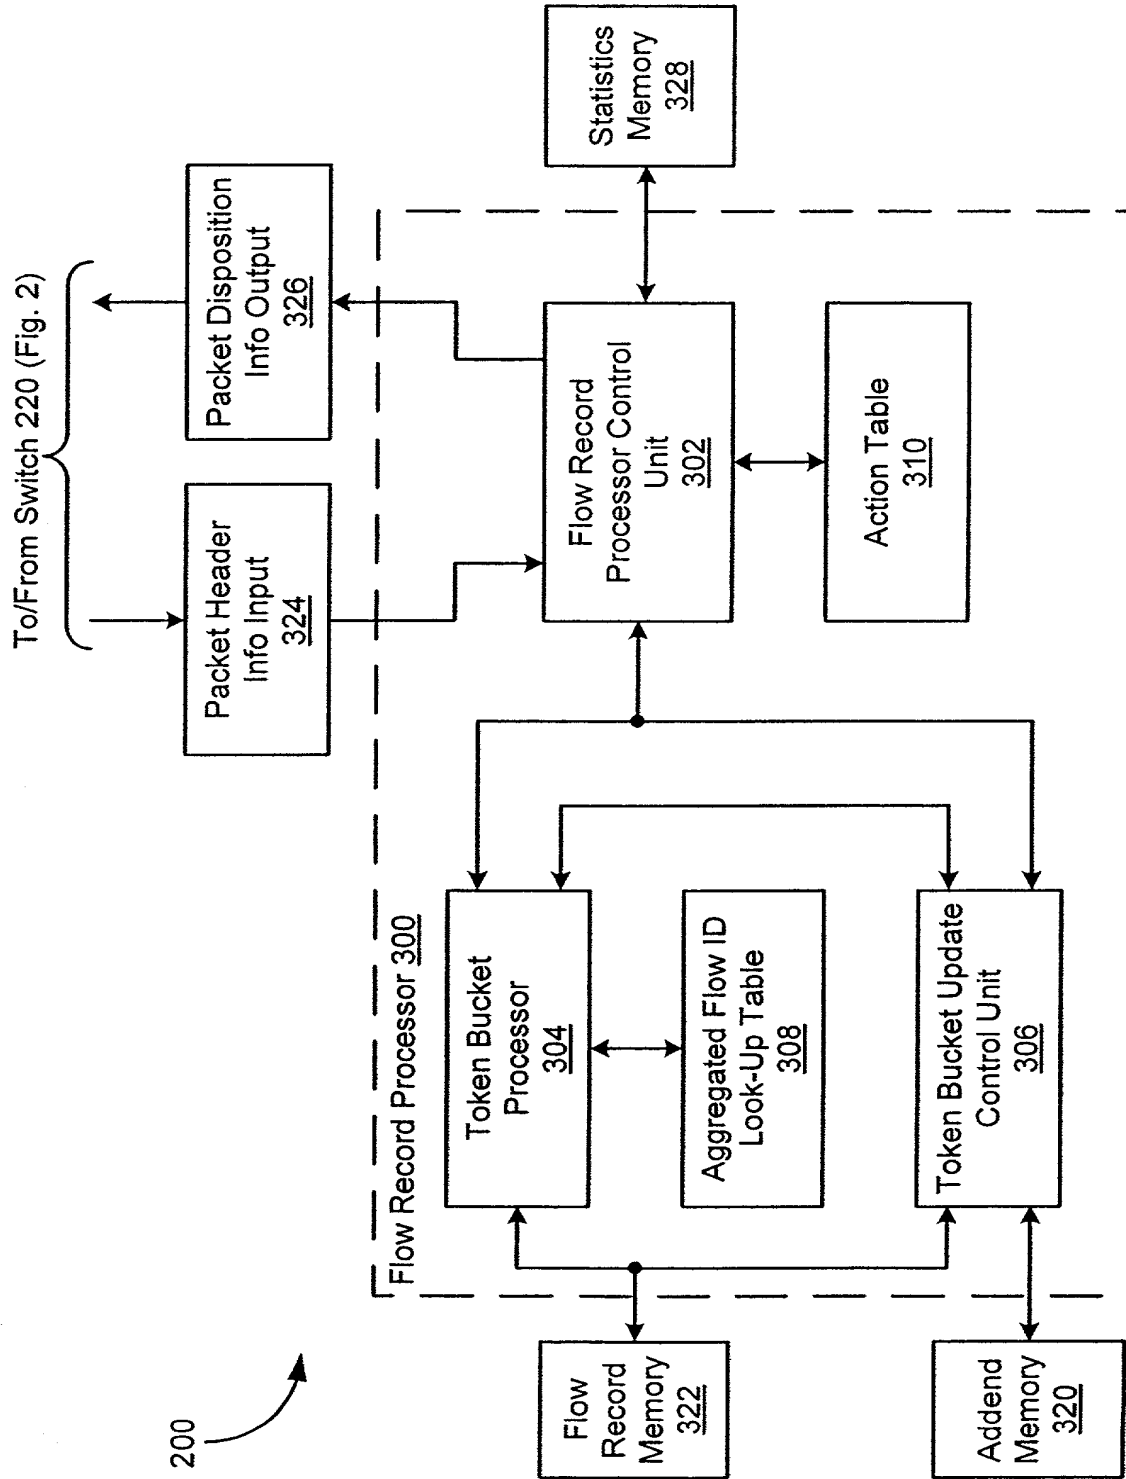 To/From Switch 220 (Fig. 2)
Packet Header
Info Input
324
Packet Disposition
Info Output
326
Flow Record Processor 300
Flow
Record
Memory
322
Token Bucket
Processor
304
Flow Record
Processor Control
Unit
302
Statistics
Memory
328
Aggregated Flow ID
Look-Up Table
308
Action Table
310
Addend Memory
320
Token Bucket Update
Control Unit
306
200